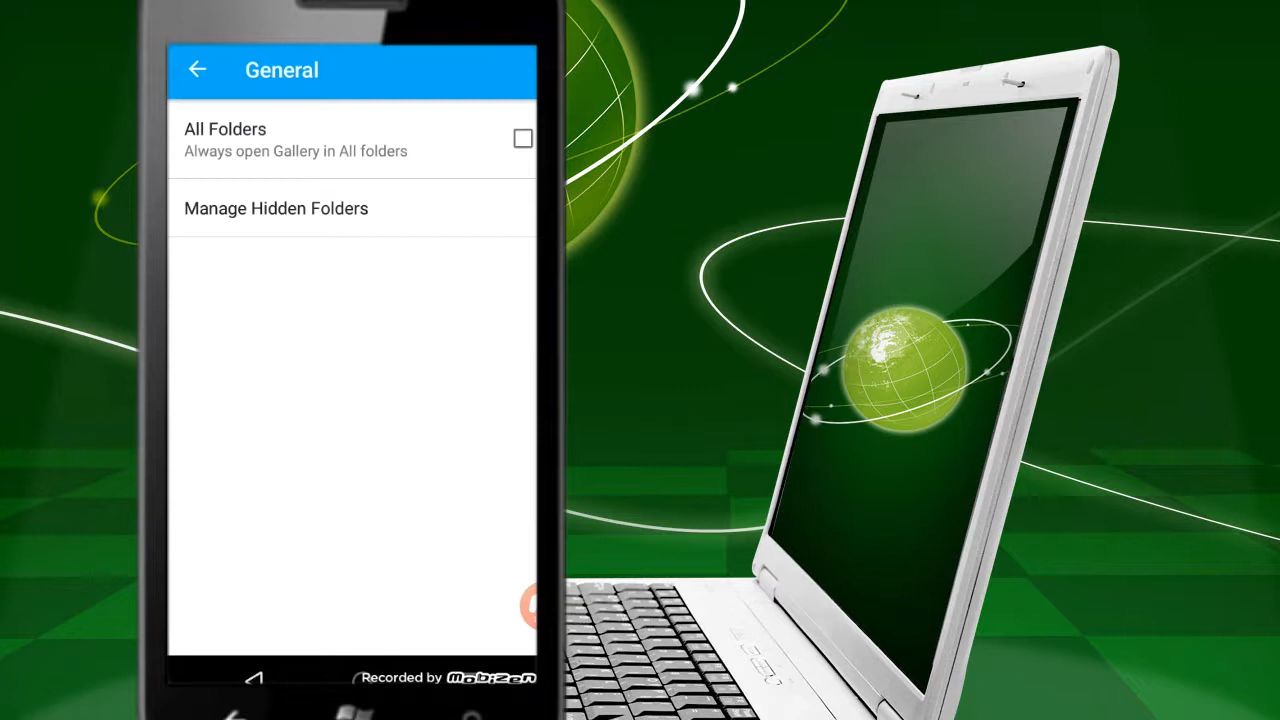 General
All Folders
Always open Gallery in All folders
Manage Hidden Folders
Recorded by Mobizen